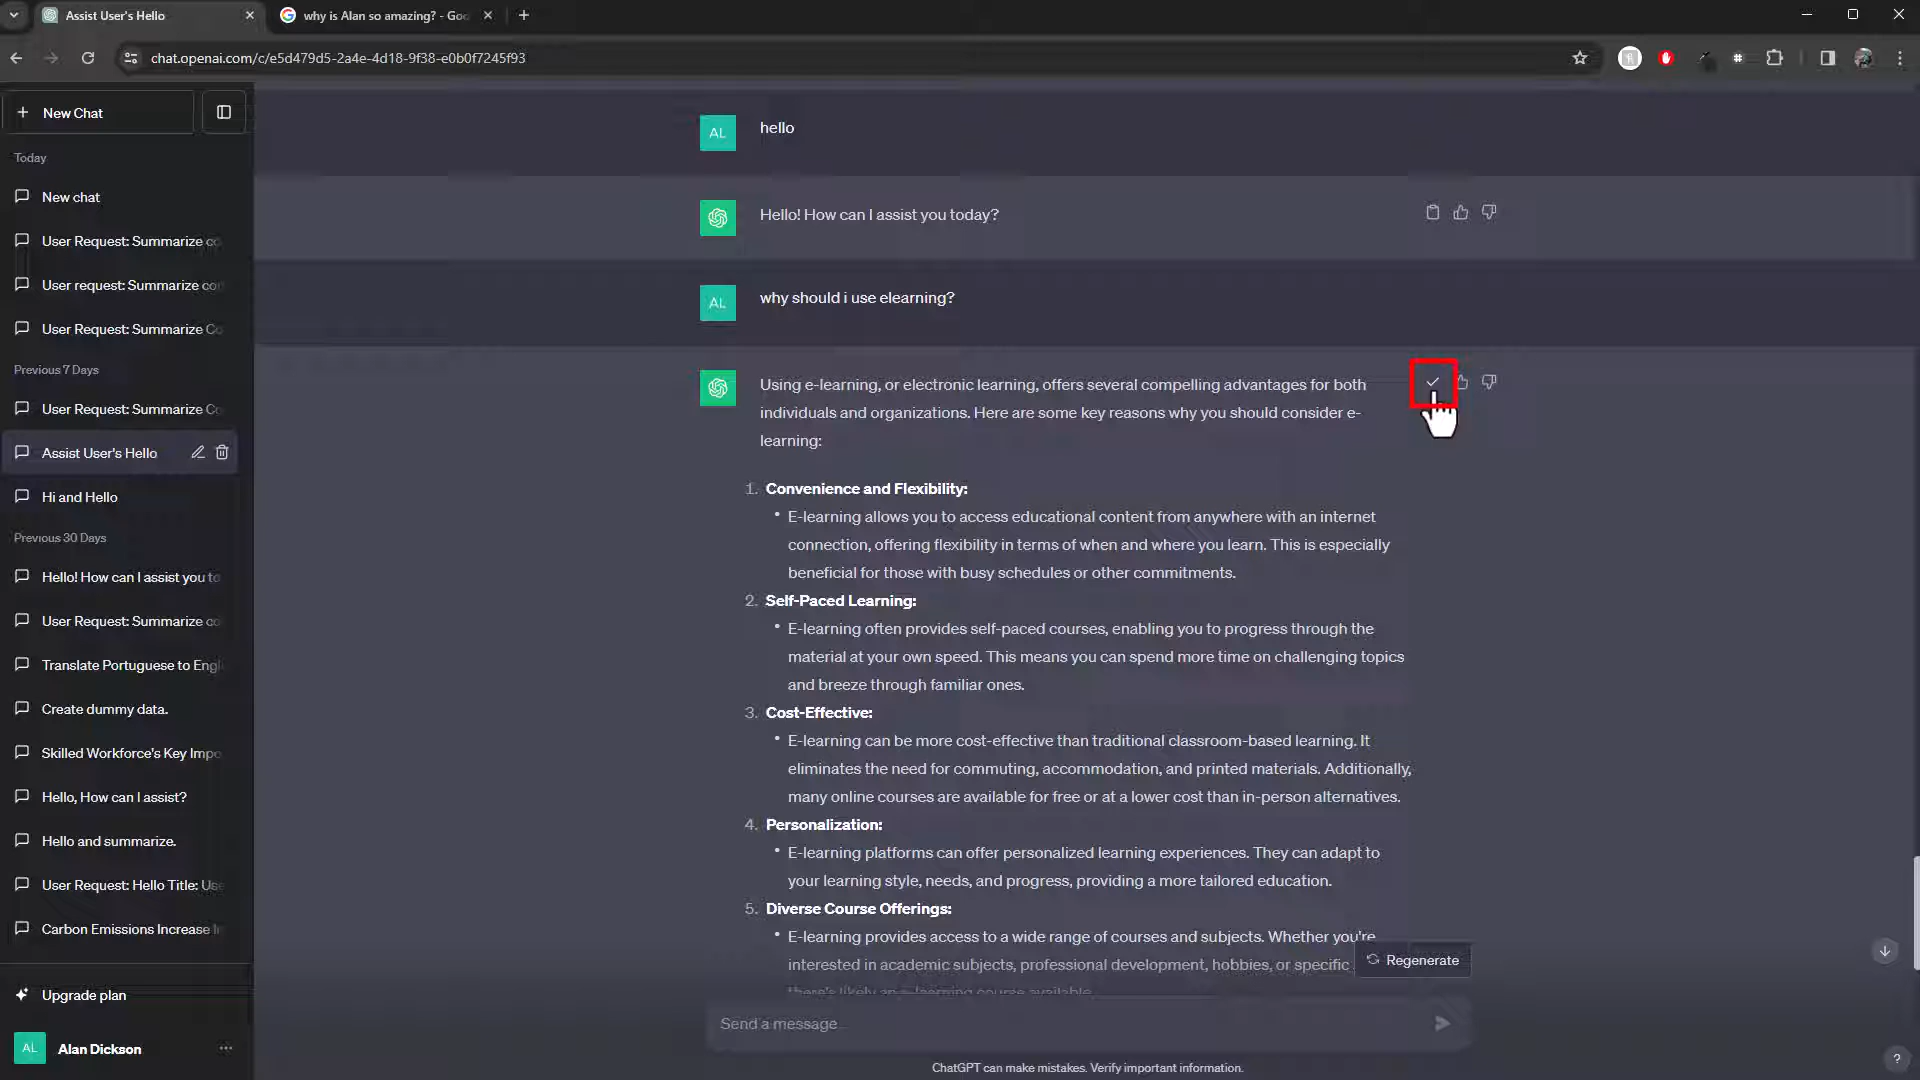 Assist User's Hello
why is Alan so amazing? - Goo
chat.openai.com/c/e5d479d5-2a4e-4d18-9f38-e0b0f7245f93
New Chat
Today
New chat
User Request: Summarize co
User request: Summarize con
User Request: Summarize Co
Previous 7 Days
User Request: Summarize Co
Assist User's Hello
Hi and Hello
Previous 30 Days
Hello! How can I assist you to
User Request: Summarize co
Translate Portuguese to Engl
Create dummy data.
Skilled Workforce's Key Impo
Hello, How can I assist?
Hello and summarize.
User Request: Hello Title: Use
Carbon Emissions Increase I
Upgrade plan
AL
Alan Dickson
AL
hello
Hello! How can I assist you today?
AL
why should i use elearning?
Using e-learning, or electronic learning, offers several compelling advantages for both
individuals and organizations. Here are some key reasons why you should consider e-
learning:
1. Convenience and Flexibility:
• E-learning allows you to access educational content from anywhere with an internet
connection, offering flexibility in terms of when and where you learn. This is especially
beneficial for those with busy schedules or other commitments.
2. Self-Paced Learning:
• E-learning often provides self-paced courses, enabling you to progress through the
material at your own speed. This means you can spend more time on challenging topics
and breeze through familiar ones.
3. Cost-Effective:
• E-learning can be more cost-effective than traditional classroom-based learning. It
eliminates the need for commuting, accommodation, and printed materials. Additionally,
many online courses are available for free or at a lower cost than in-person alternatives.
4. Personalization:
• E-learning platforms can offer personalized learning experiences. They can adapt to
your learning style, needs, and progress, providing a more tailored education.
5. Diverse Course Offerings:
• E-learning provides access to a wide range of courses and subjects. Whether you're
interested in academic subjects, professional development, hobbies, or specific
there's likely an e-learning course available.
Regenerate
Send a message
ChatGPT can make mistakes. Verify important information.
?